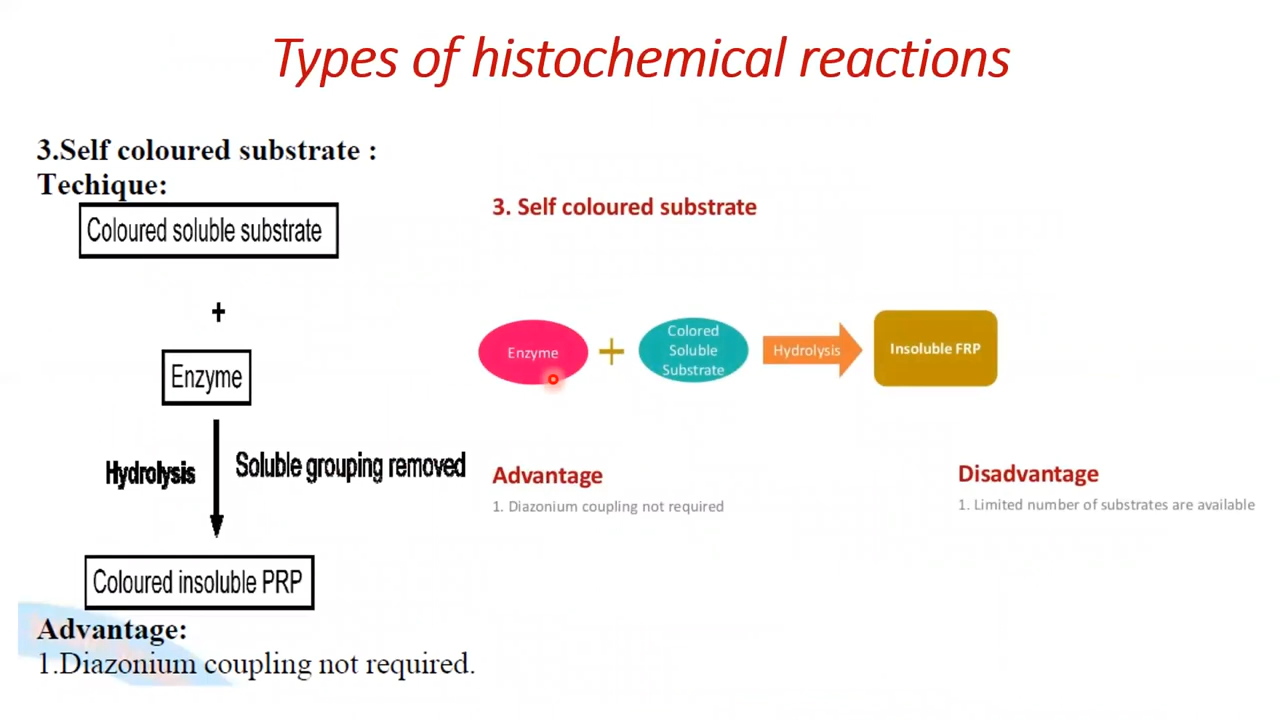 Types of histochemical reactions
3.Self coloured substrate :
Techique:
Coloured soluble substrate
+
Enzyme
Hydrolysis
Soluble grouping removed
Coloured insoluble PRP
Advantage:
1.Diazonium coupling not required.
3. Self coloured substrate
Enzyme
+
Colored
Soluble
Substrate
Hydrolysis
Insoluble FRP
Advantage
1. Diazonium coupling not required
Disadvantage
1. Limited number of substrates are available